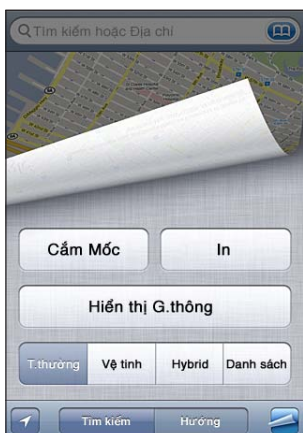 Tìm kiếm hoặc Địa chỉ
Cắm Mốc
In
Hiển thị G.thông
T.thường
Vệ tinh
Hybrid
Danh sách
Tìm kiếm
Hướng